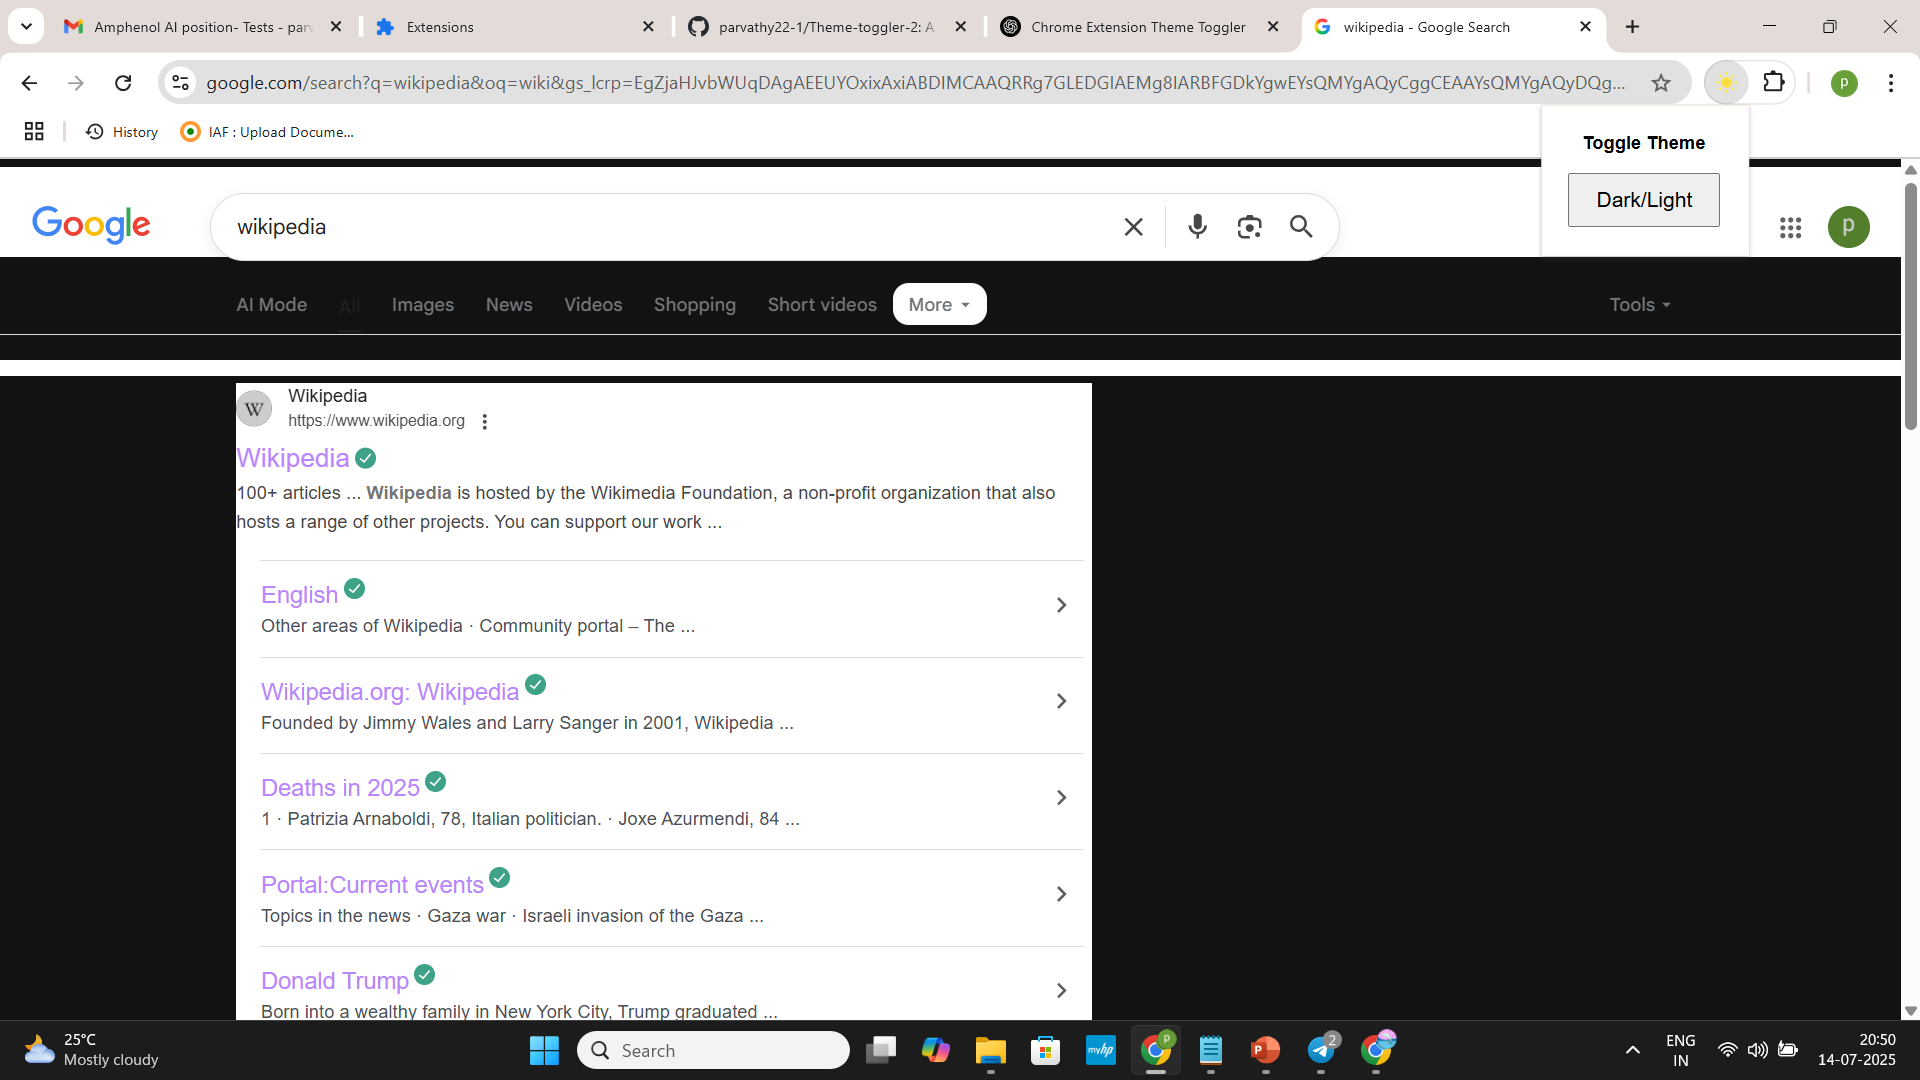 Amphenol AI position- Tests - parv
Extensions
parvathy22-1/Theme-toggler-2: A
Chrome Extension Theme Toggler
wikipedia - Google Search
google.com/search?q=wikipedia&oq=wiki&gs_lcrp=EgZjaHJvbWUqDAgAEEUYOxixAxiABDIMCAAQRRg7GLEDGIAEMg8IARBFGDkYgwEYsQMYgAQyCggCEAAYsQMYgAQyDQg...
p
History
IAF : Upload Docume...
Toggle Theme
Dark/Light
Google
wikipedia
p
AI Mode
All
Images
News
Videos
Shopping
Short videos
More
Tools
W
Wikipedia
https://www.wikipedia.org
Wikipedia
100+ articles ... Wikipedia is hosted by the Wikimedia Foundation, a non-profit organization that also
hosts a range of other projects. You can support our work ...
English
Other areas of Wikipedia · Community portal – The ...
Wikipedia.org: Wikipedia
Founded by Jimmy Wales and Larry Sanger in 2001, Wikipedia ...
Deaths in 2025
1 · Patrizia Arnaboldi, 78, Italian politician. · Joxe Azurmendi, 84 ...
Portal:Current events
Topics in the news · Gaza war · Israeli invasion of the Gaza ...
Donald Trump
Born into a wealthy family in New York City, Trump graduated ...
25°C
Mostly cloudy
Search
myhp
p
P
2
ENG
IN
20:50
14-07-2025